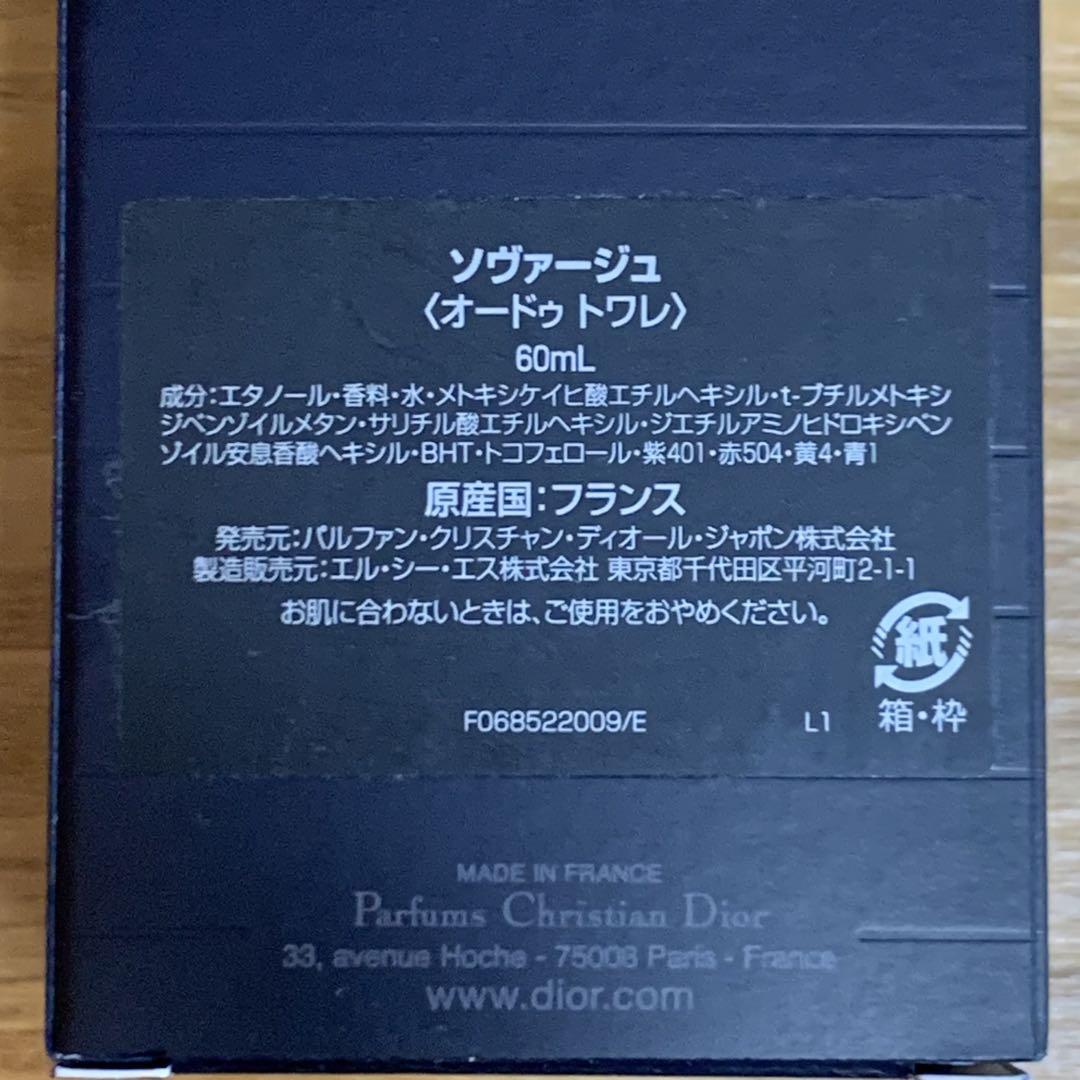 ソヴァージュ
〈オードゥ トワレ〉
60mL
成分:エタノール・香料・水・メトキシケイヒ酸エチルヘキシル・t-ブチルメトキシ
ジベンゾイルメタン・サリチル酸エチルヘキシル・ジエチルアミノヒドロキシベン
ゾイル安息香酸ヘキシル・BHT・トコフェロール・紫401・赤504・黄4・青1
原産国:フランス
発売元:パルファン・クリスチャン・ディオール・ジャポン株式会社
製造販売元:エル・シー・エス株式会社 東京都千代田区平河町2-1-1
お肌に合わないときは、ご使用をおやめください。
紙
箱・枠
F068522009/E L1
MADE IN FRANCE
Parfums Christian Dior
33, avenue Hoche - 75008 Paris - France
www.dior.com